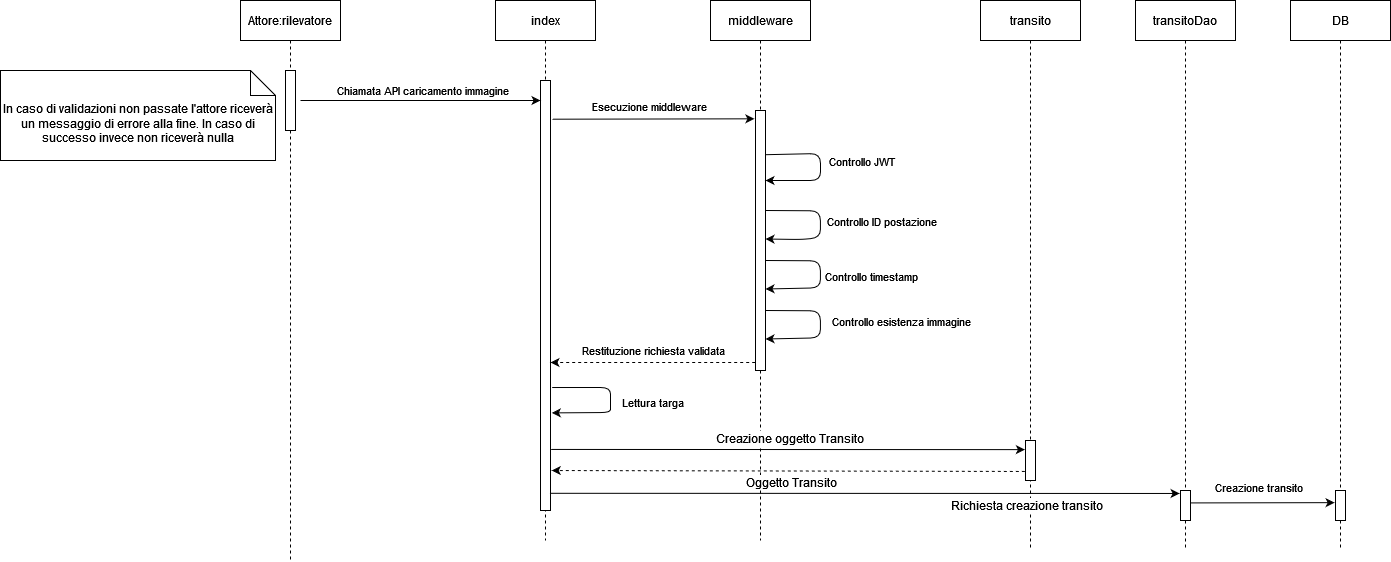 Attore:rilevatore
index
middleware
transito
transitoDao
DB
In caso di validazioni non passate l'attore riceverà
un messaggio di errore alla fine. In caso di
successo invece non riceverà nulla
Chiamata API caricamento immagine
Esecuzione middleware
Controllo JWT
Controllo ID postazione
Controllo timestamp
Controllo esistenza immagine
Restituzione richiesta validata
Lettura targa
Creazione oggetto Transito
Oggetto Transito
Richiesta creazione transito
Creazione transito